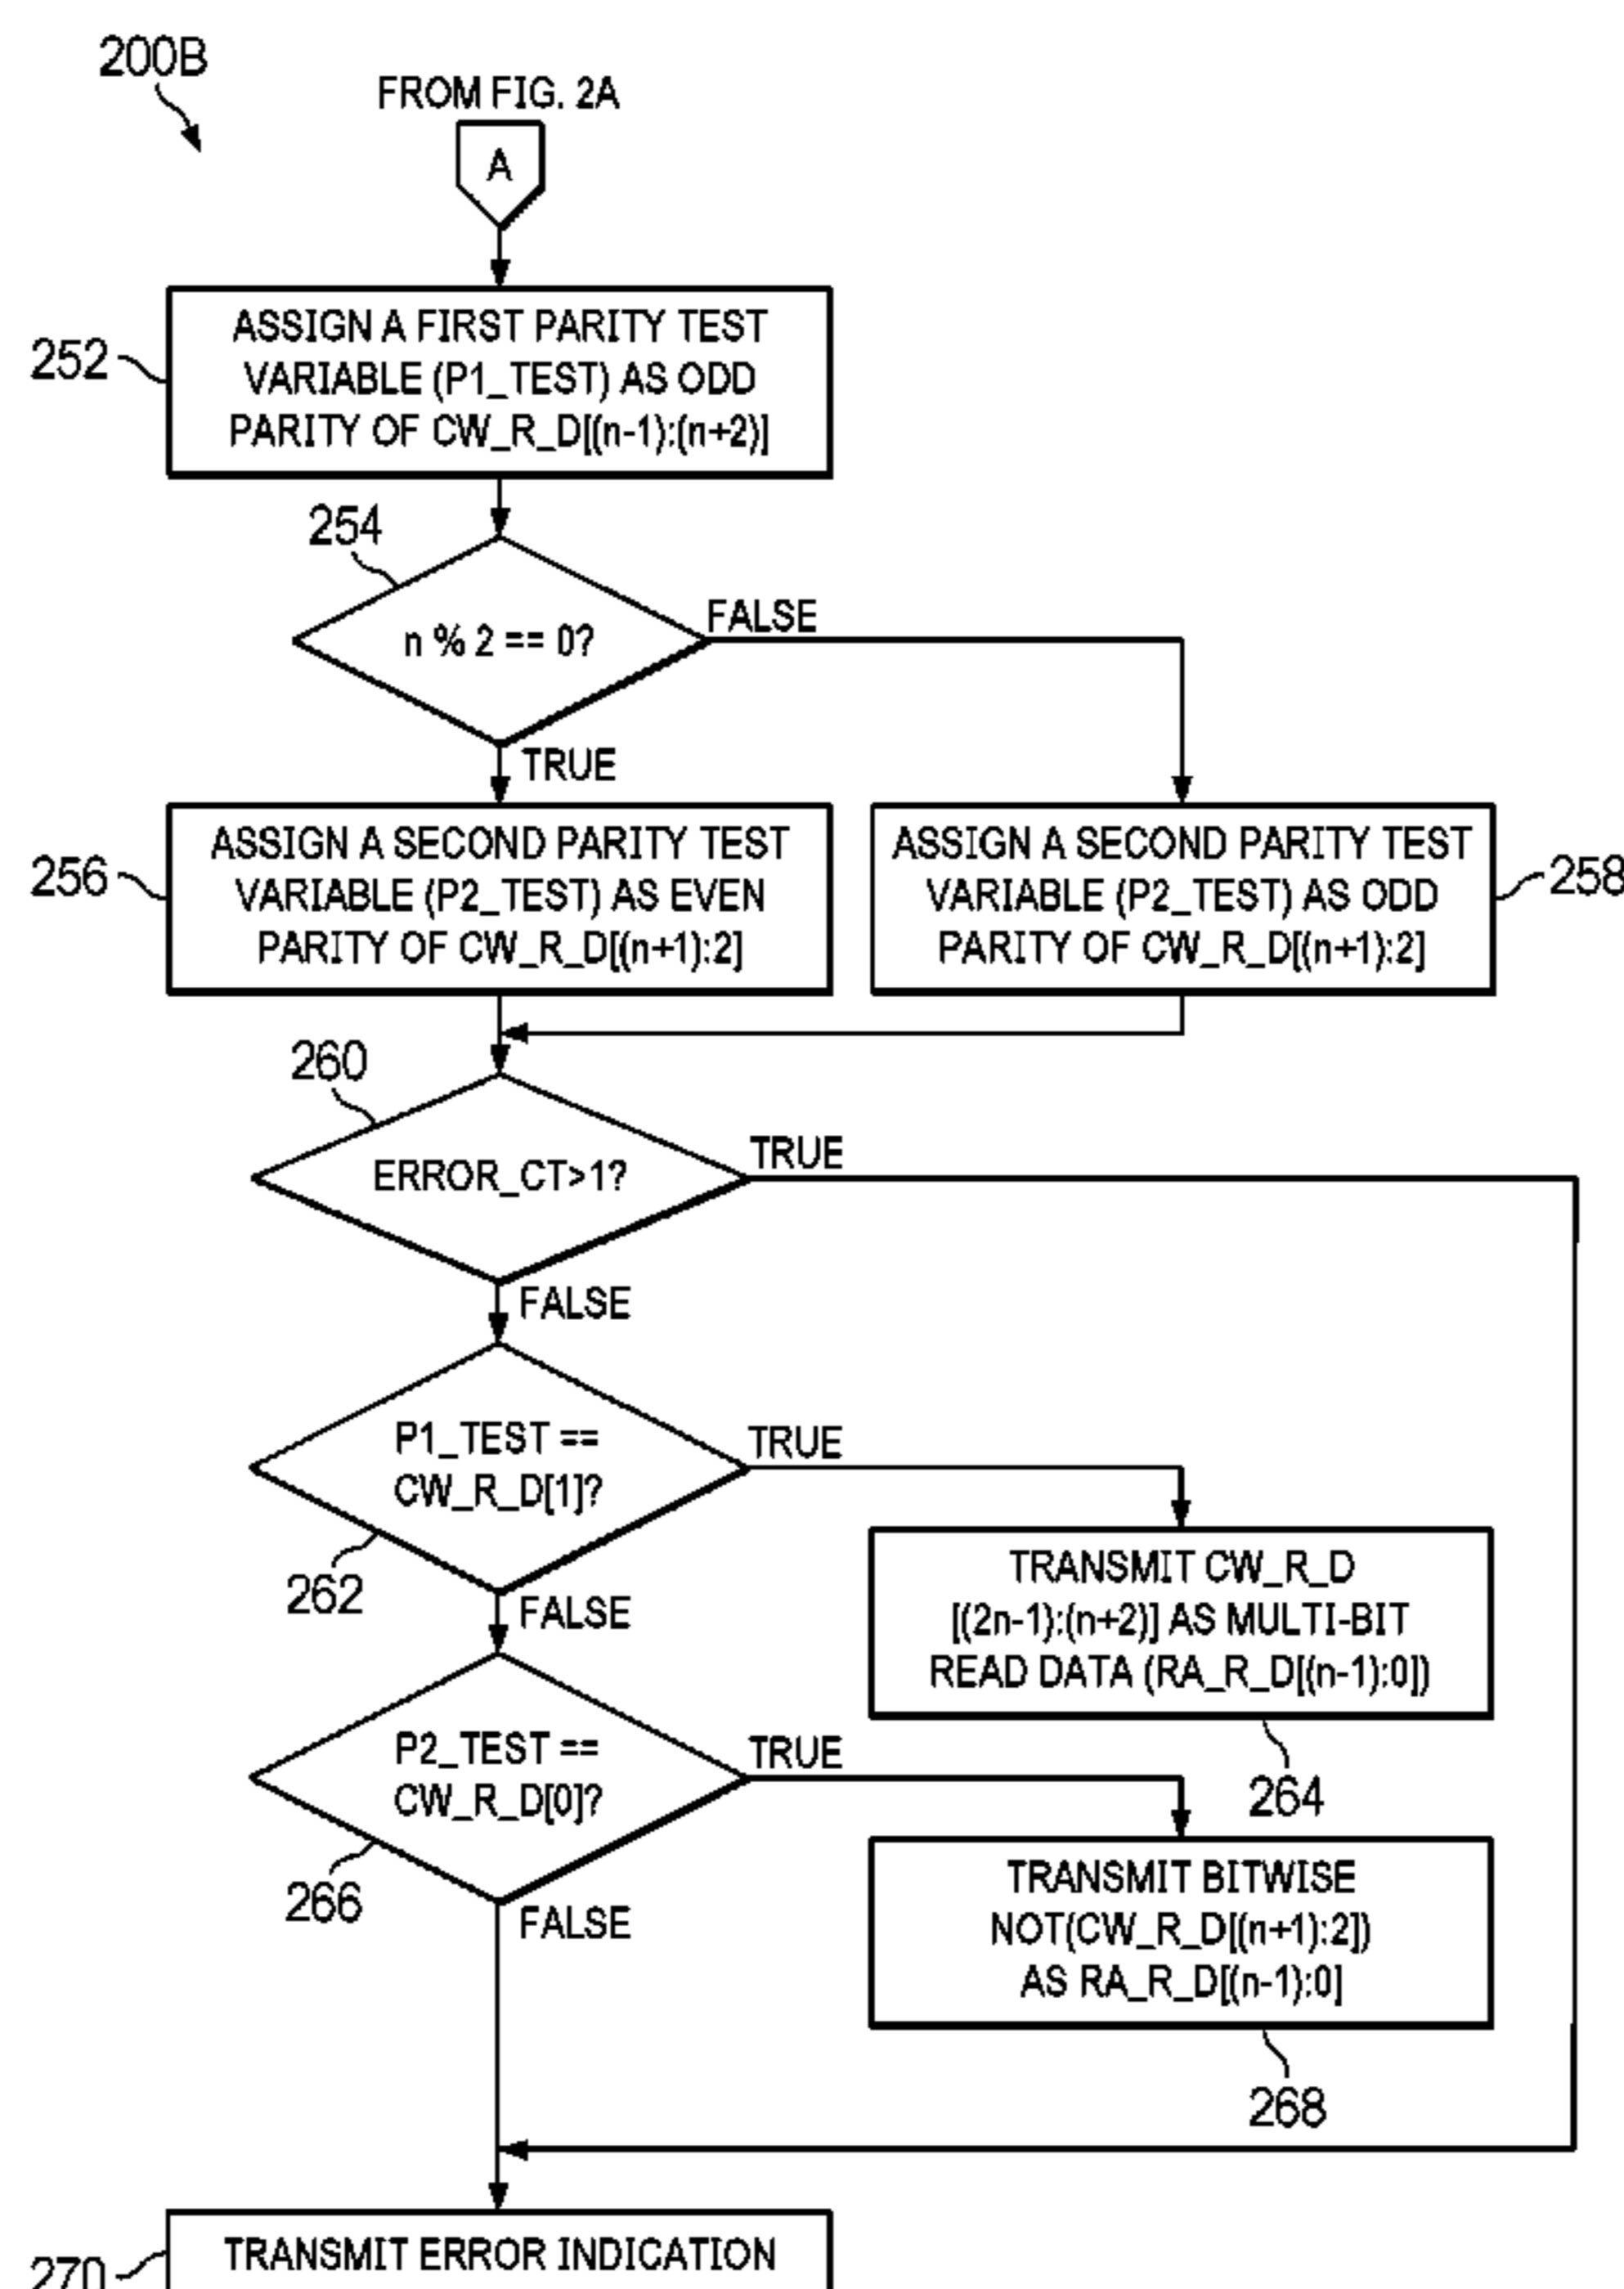 200B
FROM FIG. 2A
A
252
ASSIGN A FIRST PARITY TEST
VARIABLE (P1_TEST) AS ODD
PARITY OF CW_R_D[(n-1):(n+2)]
254
n % 2 == 0?
FALSE
TRUE
256
ASSIGN A SECOND PARITY TEST
VARIABLE (P2_TEST) AS EVEN
PARITY OF CW_R_D[(n+1):2]
ASSIGN A SECOND PARITY TEST
VARIABLE (P2_TEST) AS ODD
PARITY OF CW_R_D[(n+1):2]
258
260
ERROR_CT>1?
TRUE
FALSE
P1_TEST ==
CW_R_D[1]?
TRUE
262
FALSE
TRANSMIT CW_R_D
[(2n-1):(n+2)] AS MULTI-BIT
READ DATA (RA_R_D[(n-1):0])
264
P2_TEST ==
CW_R_D[0]?
TRUE
266
FALSE
TRANSMIT BITWISE
NOT(CW_R_D[(n+1):2])
AS RA_R_D[(n-1):0]
268
270
TRANSMIT ERROR INDICATION